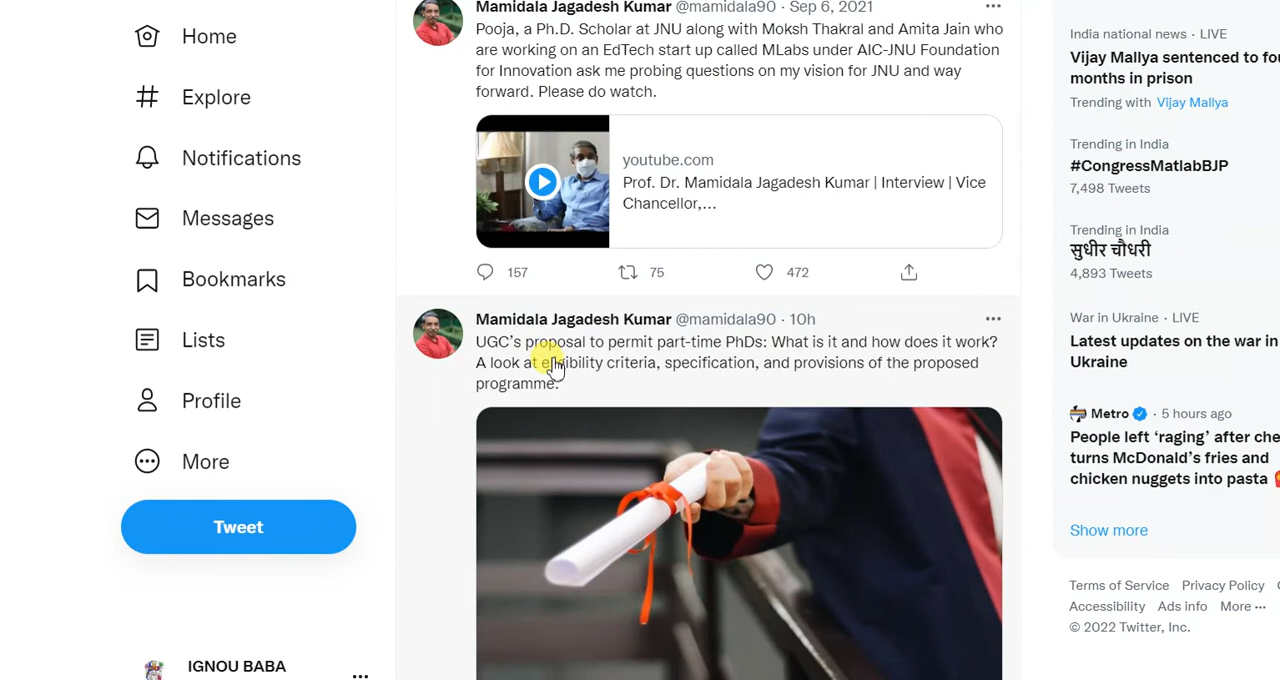 Home
Explore
Notifications
Messages
Bookmarks
Lists
Profile
More
Tweet
IGNOU BABA
Mamidala Jagadesh Kumar @mamidala90 · Sep 6, 2021
Pooja, a Ph.D. Scholar at JNU along with Moksh Thakral and Amita Jain who
are working on an EdTech start up called MLabs under AIC-JNU Foundation
for Innovation ask me probing questions on my vision for JNU and way
forward. Please do watch.
youtube.com
Prof. Dr. Mamidala Jagadesh Kumar | Interview | Vice
Chancellor,...
157 75 472
Mamidala Jagadesh Kumar @mamidala90 · 10h
UGC's proposal to permit part-time PhDs: What is it and how does it work?
A look at eligibility criteria, specification, and provisions of the proposed
programme.
India national news · LIVE
Vijay Mallya sentenced to fou
months in prison
Trending with Vijay Mallya
Trending in India
#CongressMatlabBJP
7,498 Tweets
Trending in India
सुधीर चौधरी
4,893 Tweets
War in Ukraine · LIVE
Latest updates on the war in
Ukraine
Metro · 5 hours ago
People left ‘raging’ after che
turns McDonald’s fries and
chicken nuggets into pasta
Show more
Terms of Service Privacy Policy
Accessibility Ads info More ···
© 2022 Twitter, Inc.